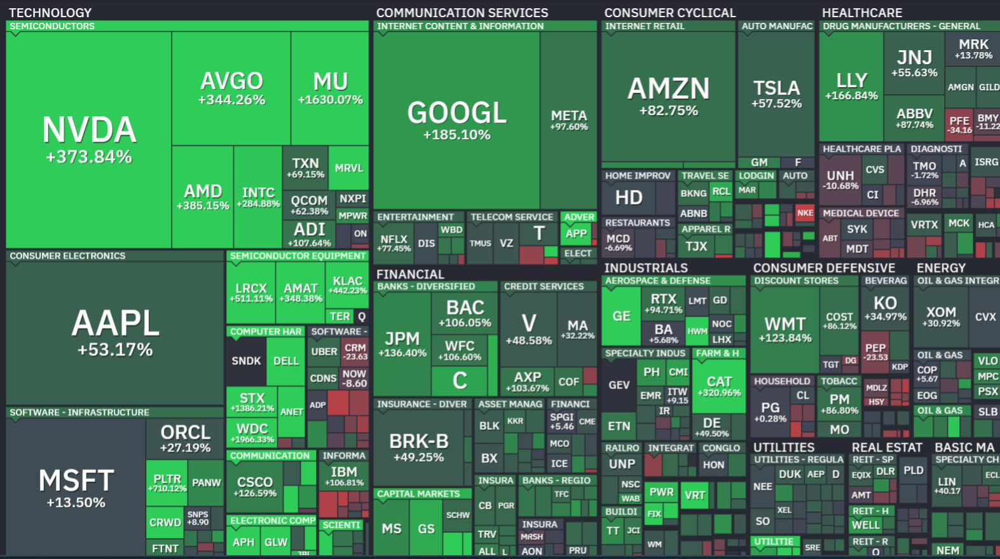 TECHNOLOGY
SEMICONDUCTORS
NVDA
+373.84%
AVGO
+344.26%
MU
+1630.07%
AMD
+385.15%
INTC
+284.88%
TXN
+69.15%
MRVL
QCOM
+62.38%
NXPI
MPWR
ADI
+107.64%
ON
CONSUMER ELECTRONICS
AAPL
+53.17%
SEMICONDUCTOR EQUIPMENT
LRCX
+511.11%
AMAT
+348.38%
KLAC
+442.23%
TER
Q
COMPUTER HAR
SNDK
DELL
STX
+1386.21%
ANET
WDC
+1966.33%
SOFTWARE -
UBER
CRM
-23.63
CDNS
NOW
-8.60
ADP
SOFTWARE - INFRASTRUCTURE
MSFT
+13.50%
ORCL
+27.19%
PLTR
+710.12%
PANW
CRWD
SNPS
+8.90
FTNT
COMMUNICATION
CSCO
+126.59%
INFORMA
IBM
+106.81%
ELECTRONIC COMP
APH
GLW
JBL
SCIENTI
COMMUNICATION SERVICES
INTERNET CONTENT & INFORMATION
GOOGL
+185.10%
META
+97.60%
ENTERTAINMENT
NFLX
+77.45%
DIS
WBD
TELECOM SERVICE
TMUS
VZ
T
ADVER
APP
ELECT
FINANCIAL
BANKS - DIVERSIFIED
JPM
+136.40%
BAC
+106.05%
WFC
+106.60%
C
CREDIT SERVICES
V
+48.58%
MA
+32.22%
AXP
+103.67%
COF
INSURANCE - DIVER
BRK-B
+49.25%
ASSET MANAG
BLK
KKR
BX
FINANCI
SPGI
+5.46
CME
MCO
ICE
CAPITAL MARKETS
MS
GS
SCHW
INSURA
CB
PGR
TRV
ALL
L
BANKS - REGIO
TFC
INSURA
MRSH
AON
PRU
CONSUMER CYCLICAL
INTERNET RETAIL
AMZN
+82.75%
AUTO MANUFAC
TSLA
+57.52%
GM
F
HOME IMPROV
HD
TRAVEL SE
BKNG
RCL
ABNB
LODGIN
MAR
AUTO
NKE
RESTAURANTS
MCD
-6.69%
APPAREL R
TJX
HEALTHCARE
DRUG MANUFACTURERS - GENERAL
LLY
+166.84%
JNJ
+55.63%
ABBV
+87.74%
MRK
+13.78%
AMGN
GILD
PFE
-34.16
BMY
-11.22
HEALTHCARE PLA
UNH
-10.68%
CVS
CI
DIAGNOSTI
TMO
-1.72%
A
DHR
-6.96%
ISRG
MEDICAL DEVICE
ABT
SYK
MDT
VRTX
MCK
HCA
INDUSTRIALS
AEROSPACE & DEFENSE
GE
RTX
+94.71%
LMT
GD
BA
+5.68%
HWM
NOC
LHX
SPECIALTY INDUS
GEV
PH
CMI
EMR
ITW
+9.15
IR
ETN
FARM & H
CAT
+320.96%
DE
+49.50%
RAILRO
UNP
NSC
WAB
INTEGRAT
CONGLO
HON
PWR
FIX
VRT
BUILDI
TT
JCI
WM
CONSUMER DEFENSIVE
DISCOUNT STORES
WMT
+123.84%
COST
+86.12%
TGT
DG
BEVERAG
KO
+34.97%
PEP
-23.53
KDP
HOUSEHOLD
PG
+0.28%
CL
TOBACC
PM
+86.80%
MO
MDLZ
HSY
ENERGY
OIL & GAS INTEGR
XOM
+30.92%
CVX
OIL & GAS
COP
+5.67
EOG
VLO
MPC
PSX
OIL & GAS
SLB
UTILITIES
UTILITIES - REGULA
NEE
DUK
AEP
D
XEL
SO
UTILITIE
SRE
REAL ESTAT
REIT - SP
EQIX
DLR
AMT
PLD
REIT - H
WELL
REIT - R
O
BASIC MA
SPECIALTY CH
LIN
+40.17
ECL
NEM